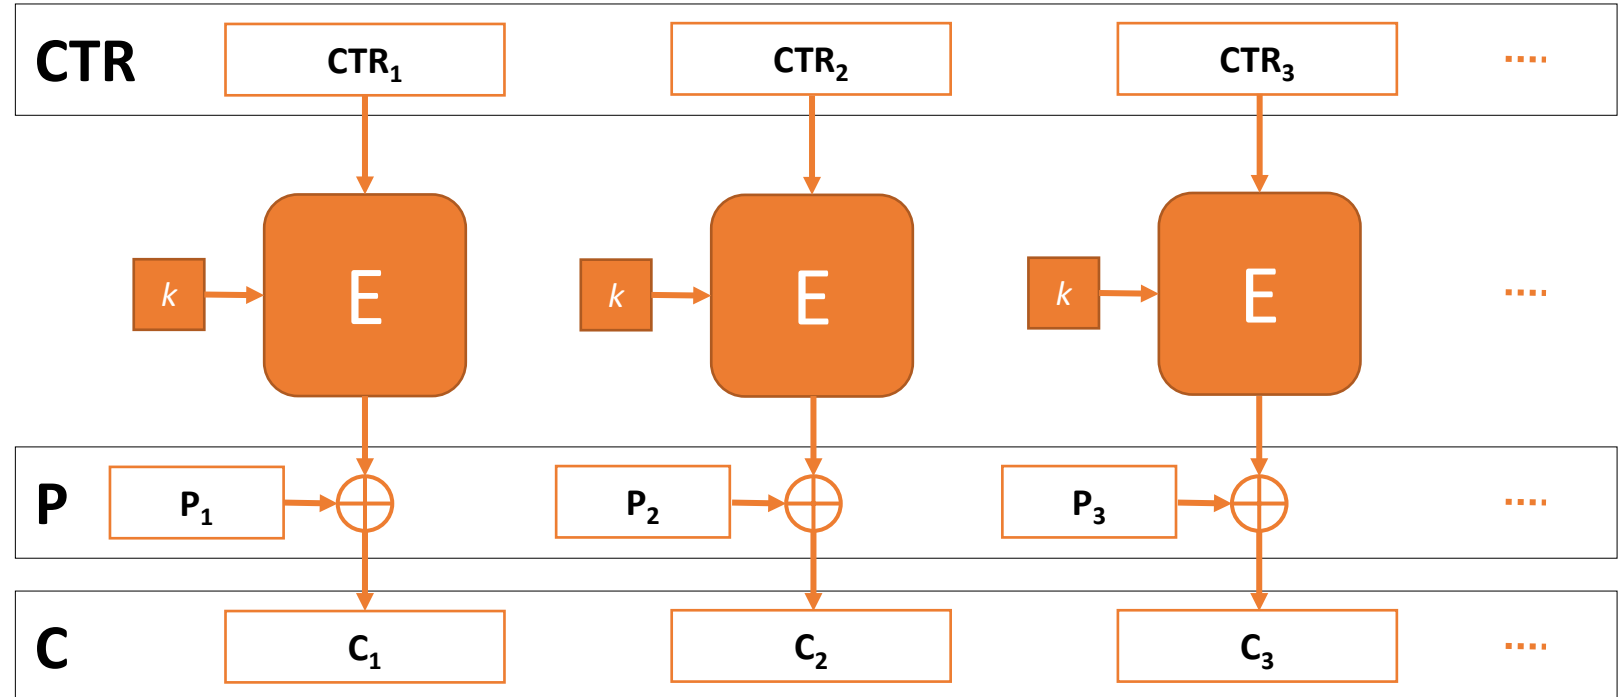 CTR CTR₁ CTR₂ CTR₃ ....
k E k E k E ....
P P₁ P₂ P₃ ....
C C₁ C₂ C₃ ....